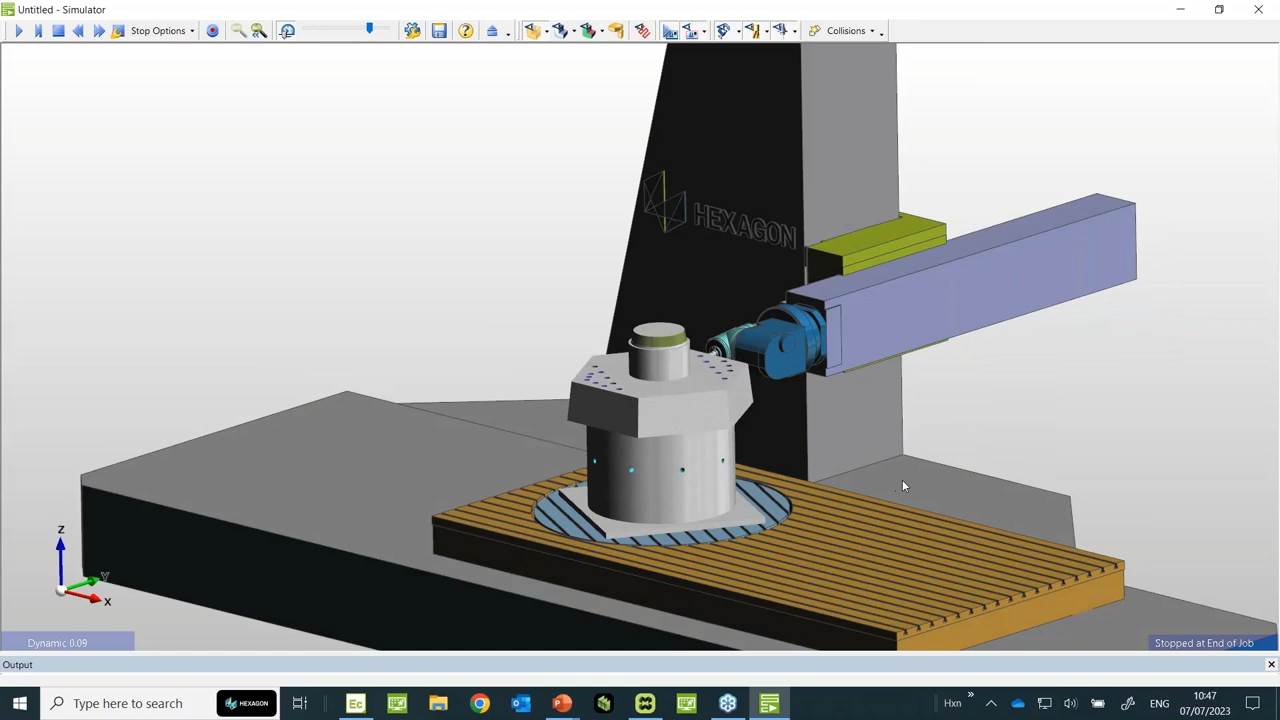 Untitled - Simulator
Stop Options
Collisions
HEXAGON
Z
Y
X
Dynamic 0.09
Stopped at End of Job
Output
Type here to search
HEXAGON
Hxn
ENG
10:47
07/07/2023